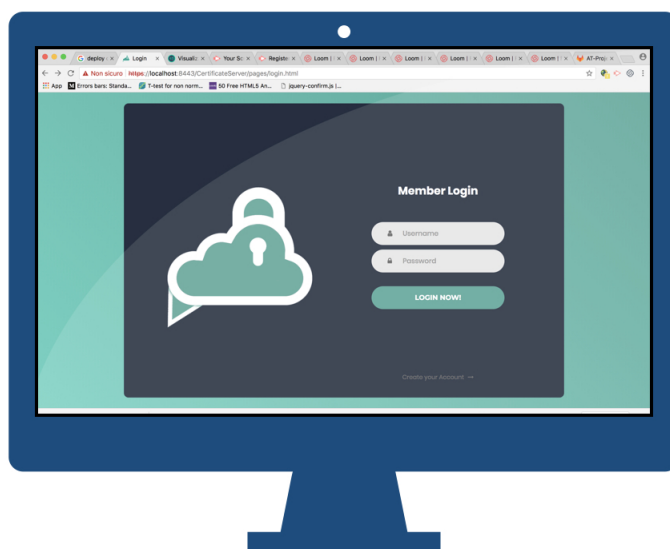 deploy
Login
Visuali
Your Sc
Registe
Loom |
Loom |
Loom |
Loom |
Loom |
Loom |
AT-Proj
Non sicuro https://localhost:8443/CertificateServer/pages/login.html
App
Errors bars: Standa...
T-test for non norm...
50 Free HTML5 An...
jquery-confirm.js |...
Member Login
Username
Password
LOGIN NOW!
Create your Account →